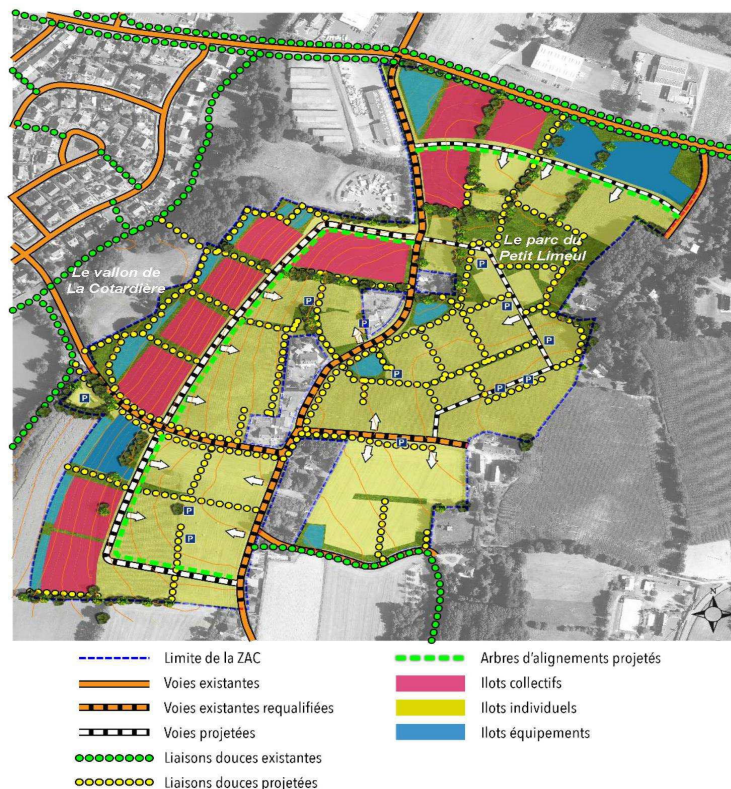 Le parc du
Petit Limeul
Le vallon de
La Cotardière
P
P
P
P
P
P
P
P
P
P
N
Limite de la ZAC
Voies existantes
Voies existantes requalifiées
Voies projetées
Liaisons douces existantes
Liaisons douces projetées
Arbres d'alignements projetés
Ilots collectifs
Ilots individuels
Ilots équipements